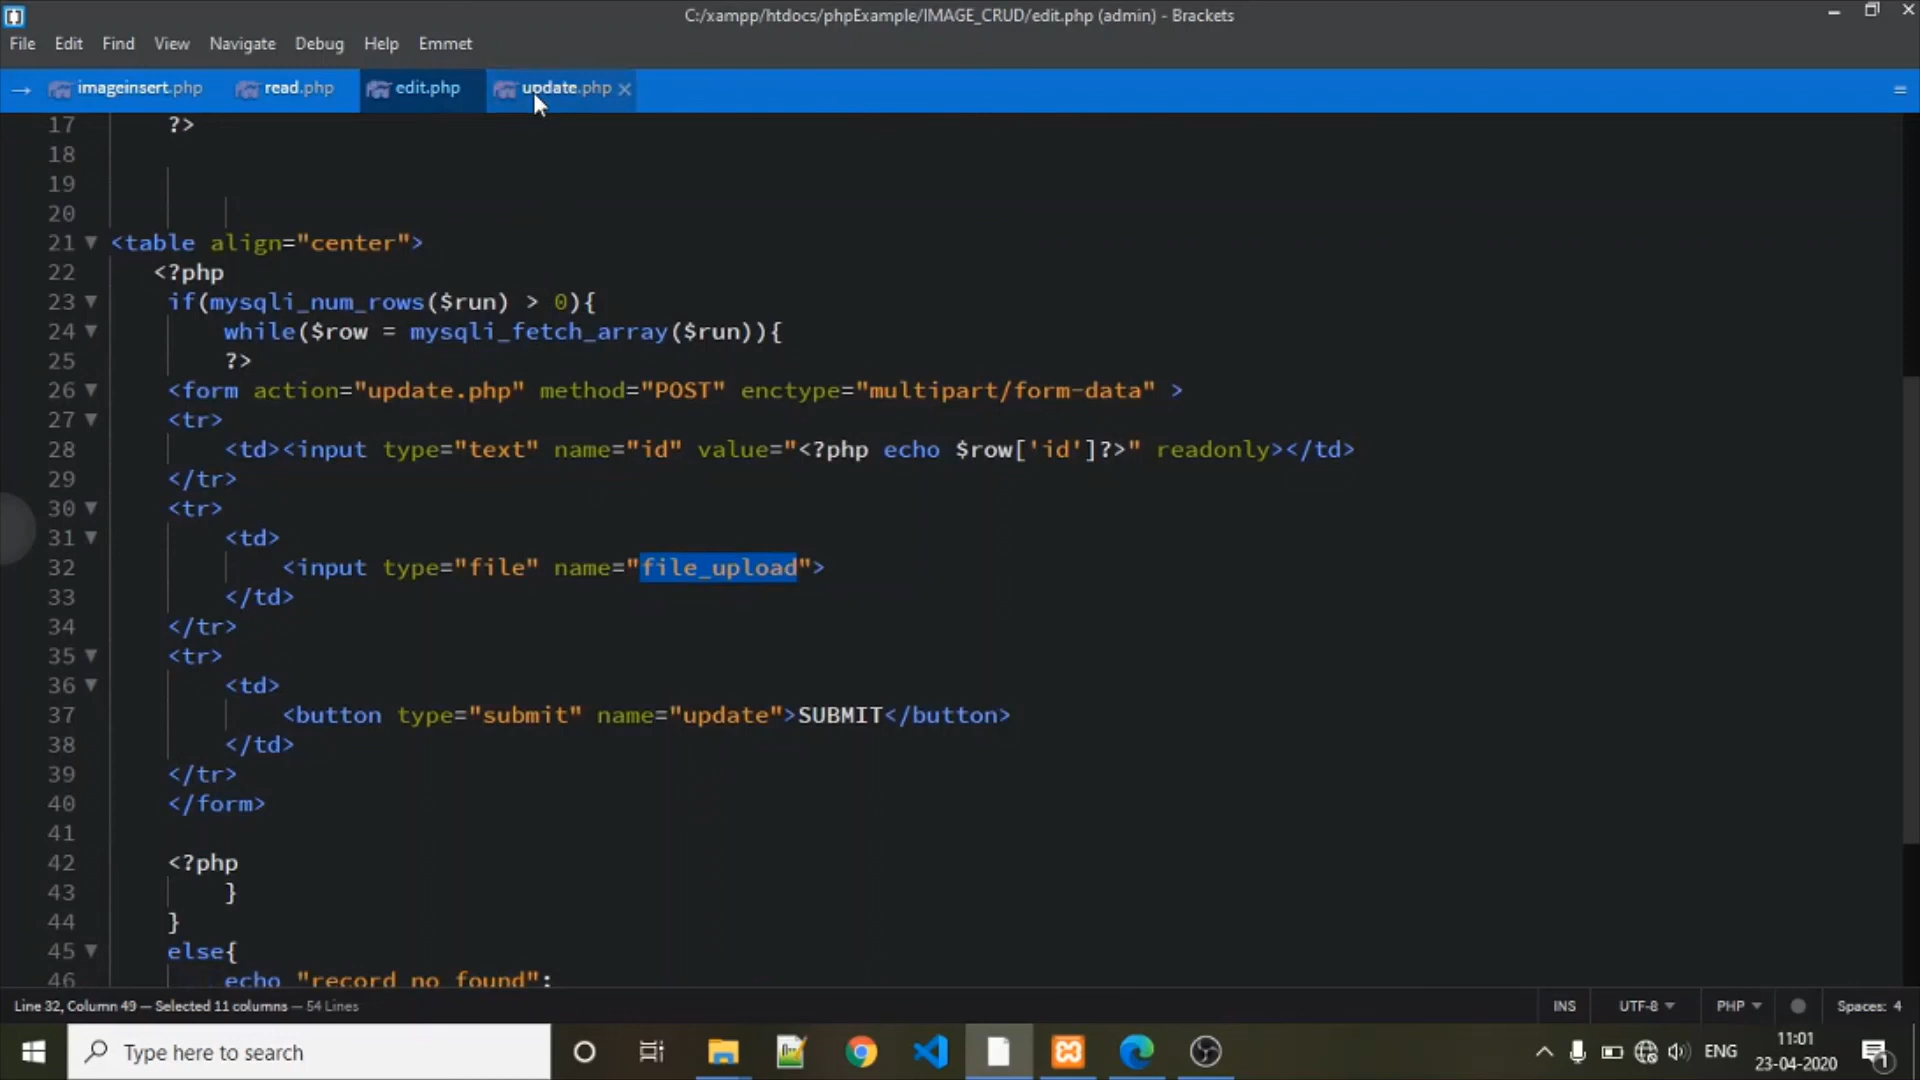 C:/xampp/htdocs/phpExample/IMAGE_CRUD/edit.php (admin) - Brackets
File Edit Find View Navigate Debug Help Emmet
→ imageinsert.php read.php edit.php update.php ×
17 ?>
18
19
20
21 <table align="center">
22 <?php
23 if(mysqli_num_rows($run) > 0){
24 while($row = mysqli_fetch_array($run)){
25 ?>
26 <form action="update.php" method="POST" enctype="multipart/form-data" >
27 <tr>
28 <td><input type="text" name="id" value="<?php echo $row['id']?>" readonly></td>
29 </tr>
30 <tr>
31 <td>
32 <input type="file" name="file_upload">
33 </td>
34 </tr>
35 <tr>
36 <td>
37 <button type="submit" name="update">SUBMIT</button>
38 </td>
39 </tr>
40 </form>
41
42 <?php
43 }
44 }
45 else{
46 echo "record no found";
Line 32, Column 49 — Selected 11 columns — 54 Lines INS UTF-8 PHP Spaces: 4
Type here to search ENG 11:01
23-04-2020 1